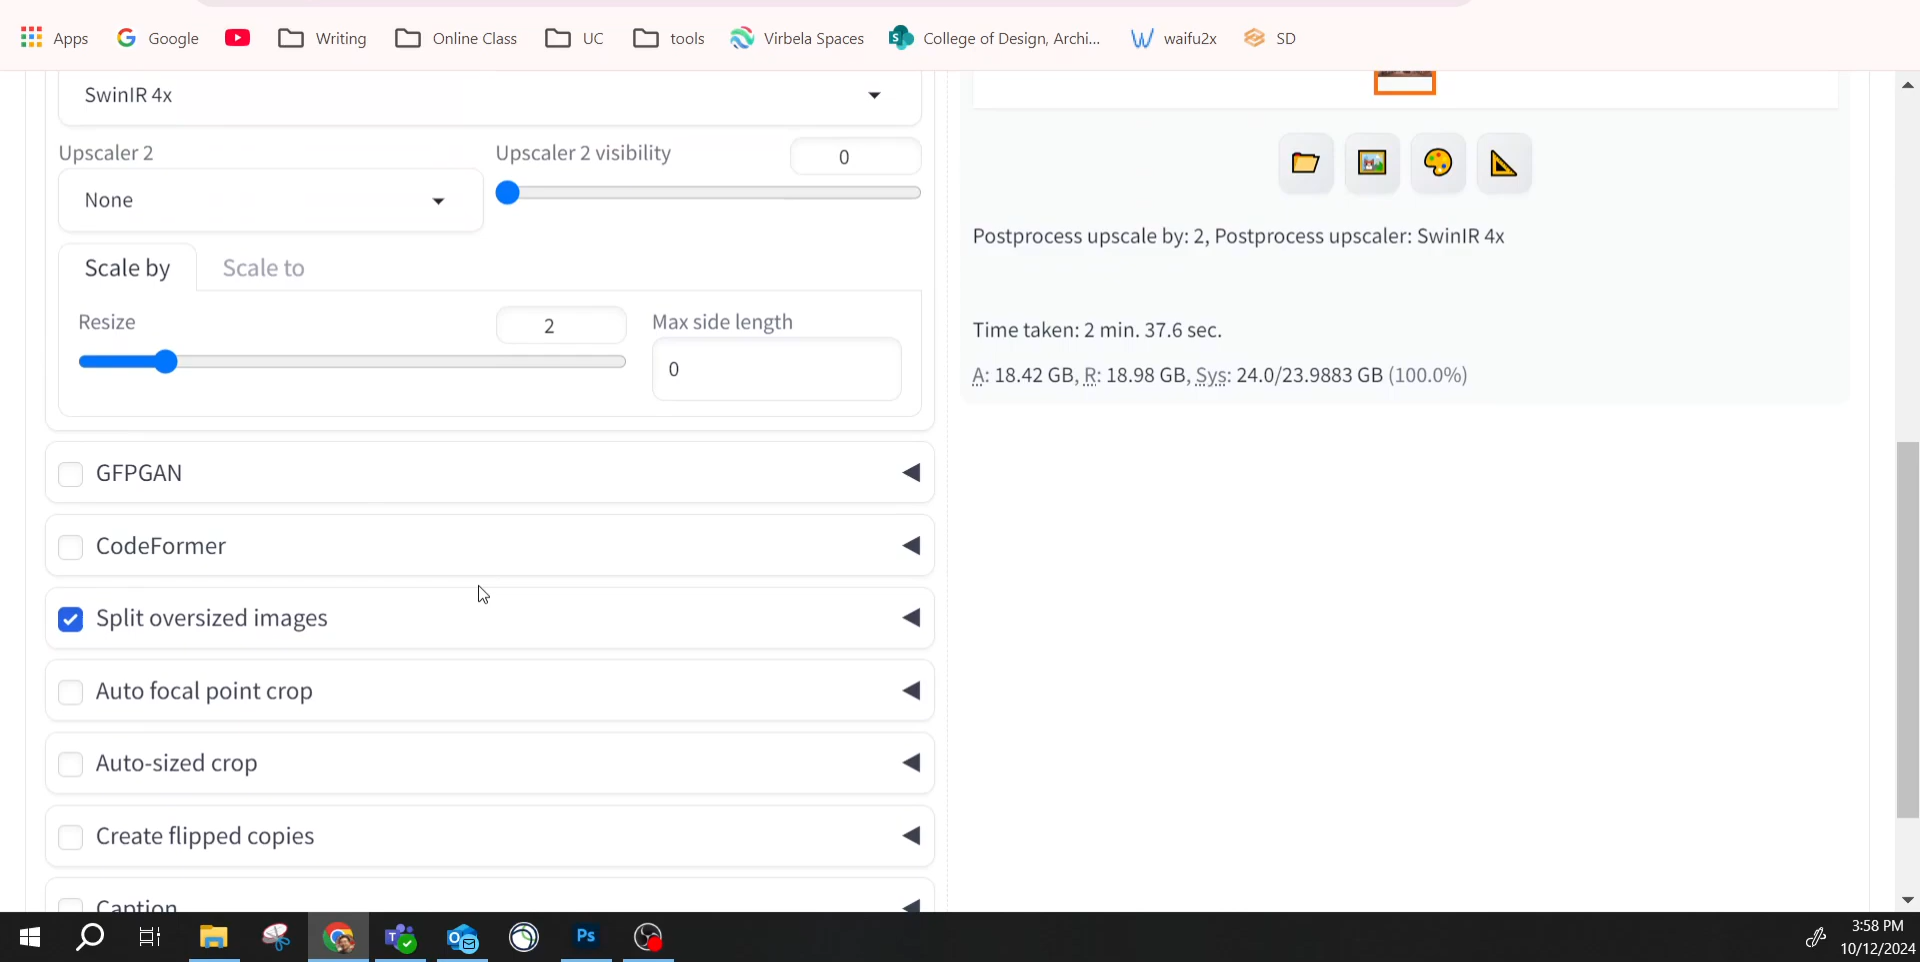 Apps Google Writing Online Class UC tools Virbela Spaces College of Design, Archi... waifu2x SD
SwinIR 4x
Upscaler 2 Upscaler 2 visibility 0
None
Scale by Scale to
Resize 2 Max side length
0
GFPGAN
CodeFormer
Split oversized images
Auto focal point crop
Auto-sized crop
Create flipped copies
Caption
Postprocess upscale by: 2, Postprocess upscaler: SwinIR 4x
Time taken: 2 min. 37.6 sec.
A: 18.42 GB, R: 18.98 GB, Sys: 24.0/23.9883 GB (100.0%)
Ps
3:58 PM
10/12/2024